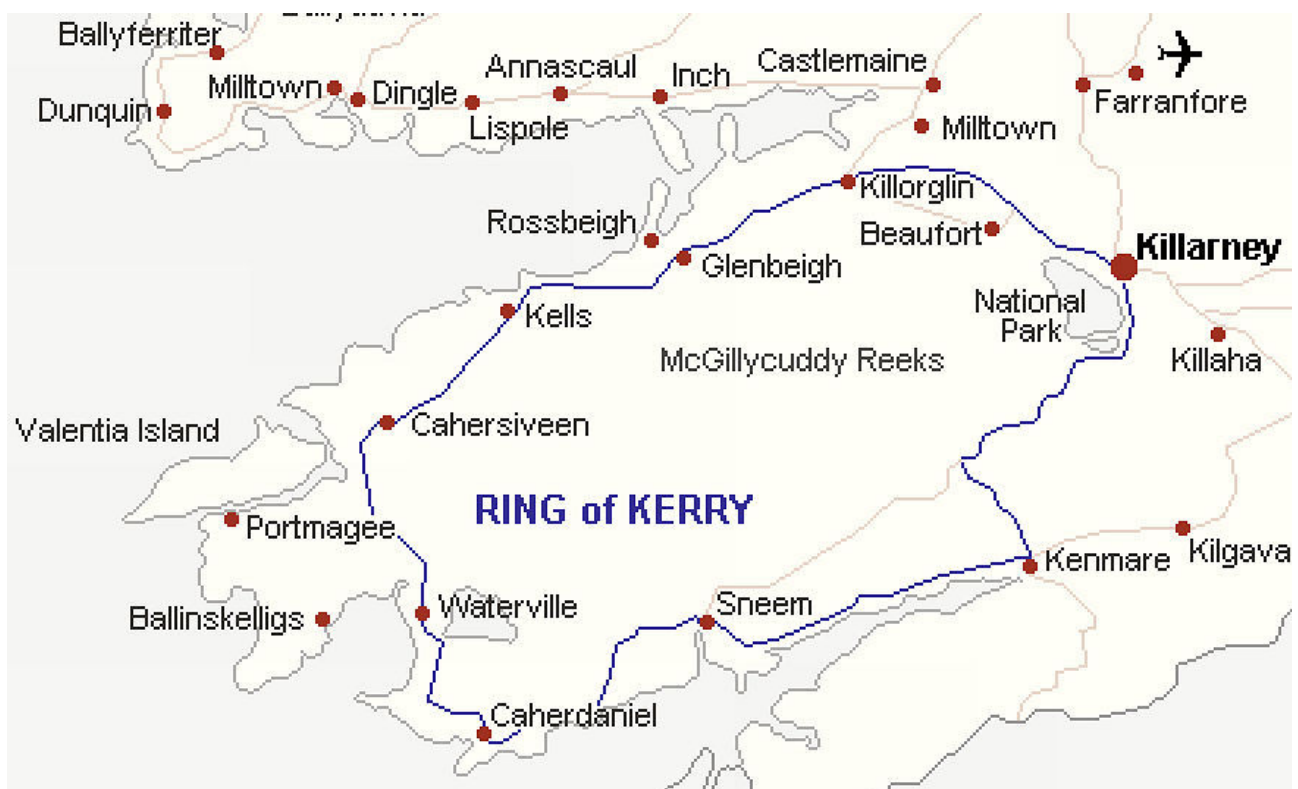 Ballyferriter
Castlemaine
Annascaul
Inch
Milltown
Dingle
Farranfore
Dunquin
Lispole
Milltown
Killorglin
Rossbeigh
Beaufort
Killarney
Glenbeigh
National
Park
Kells
McGillycuddy Reeks
Killaha
Valentia Island
Cahersiveen
RING of KERRY
Portmagee
Kenmare
Kilgava
Ballinskelligs
Waterville
Sneem
Caherdaniel